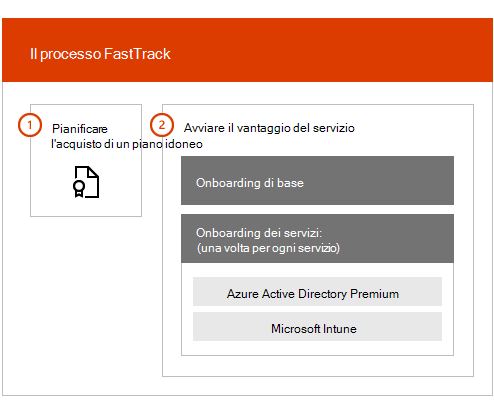 Il processo FastTrack
1
Pianificare
l'acquisto di un piano idoneo
2
Avviare il vantaggio del servizio
Onboarding di base
Onboarding dei servizi:
(una volta per ogni servizio)
Azure Active Directory Premium
Microsoft Intune